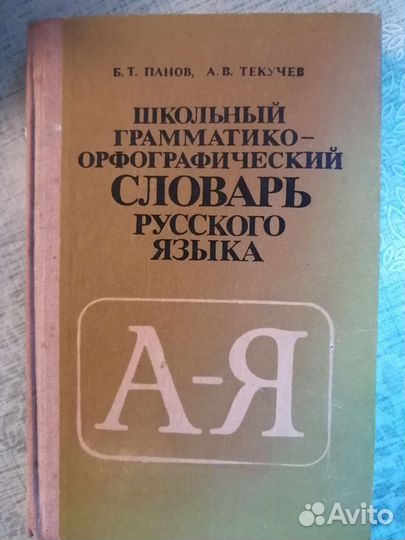 Б. Т. ПАНОВ, А. В. ТЕКУЧЕВ
ШКОЛЬНЫЙ
ГРАММАТИКО-
ОРФОГРАФИЧЕСКИЙ
СЛОВАРЬ
РУССКОГО
ЯЗЫКА
А-Я
Avito